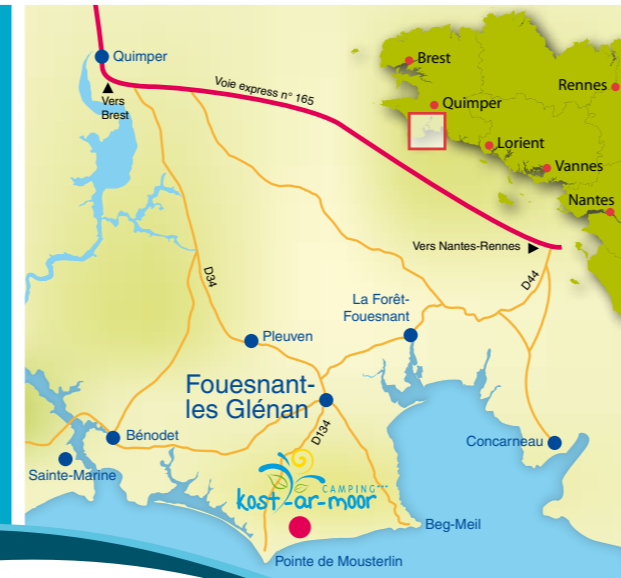 Quimper
Vers
Brest
Voie express n° 165
Brest
Quimper
Rennes
Lorient
Vannes
Nantes
Vers Nantes-Rennes
D34
D44
La Forêt-
Fouesnant
Pleuven
Fouesnant-
les Glénan
D134
Bénodet
Sainte-Marine
Concarneau
CAMPING***
kost-ar-moor
Beg-Meil
Pointe de Mousterlin